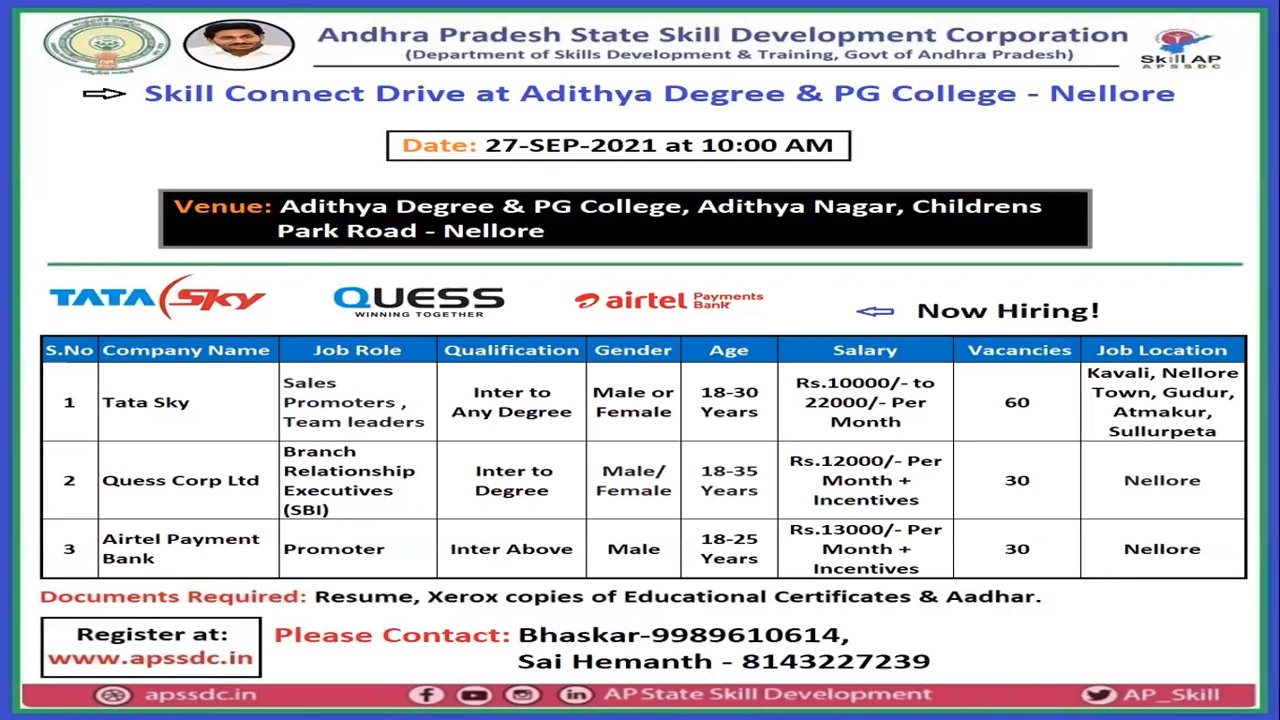 Andhra Pradesh State Skill Development Corporation
(Department of Skills Development & Training, Govt of Andhra Pradesh)
Skill AP
APSSDC
Skill Connect Drive at Adithya Degree & PG College - Nellore
Date: 27-SEP-2021 at 10:00 AM
Venue: Adithya Degree & PG College, Adithya Nagar, Childrens
Park Road - Nellore
TATA Sky
QUESS
WINNING TOGETHER
airtel Payments
Bank
Now Hiring!
S.No Company Name Job Role Qualification Gender Age Salary Vacancies Job Location
1 Tata Sky
Sales
Promoters ,
Team leaders
Inter to
Any Degree
Male or
Female
18-30
Years
Rs.10000/- to
22000/- Per
Month
60
Kavali, Nellore
Town, Gudur,
Atmakur,
Sullurpeta
2 Quess Corp Ltd
Branch
Relationship
Executives
(SBI)
Inter to
Degree
Male/
Female
18-35
Years
Rs.12000/- Per
Month +
Incentives
30
Nellore
3
Airtel Payment
Bank
Promoter
Inter Above
Male
18-25
Years
Rs.13000/- Per
Month +
Incentives
30
Nellore
Documents Required: Resume, Xerox copies of Educational Certificates & Aadhar.
Register at:
www.apssdc.in
Please Contact: Bhaskar-9989610614,
Sai Hemanth - 8143227239
apssdc.in
AP State Skill Development
AP_Skill